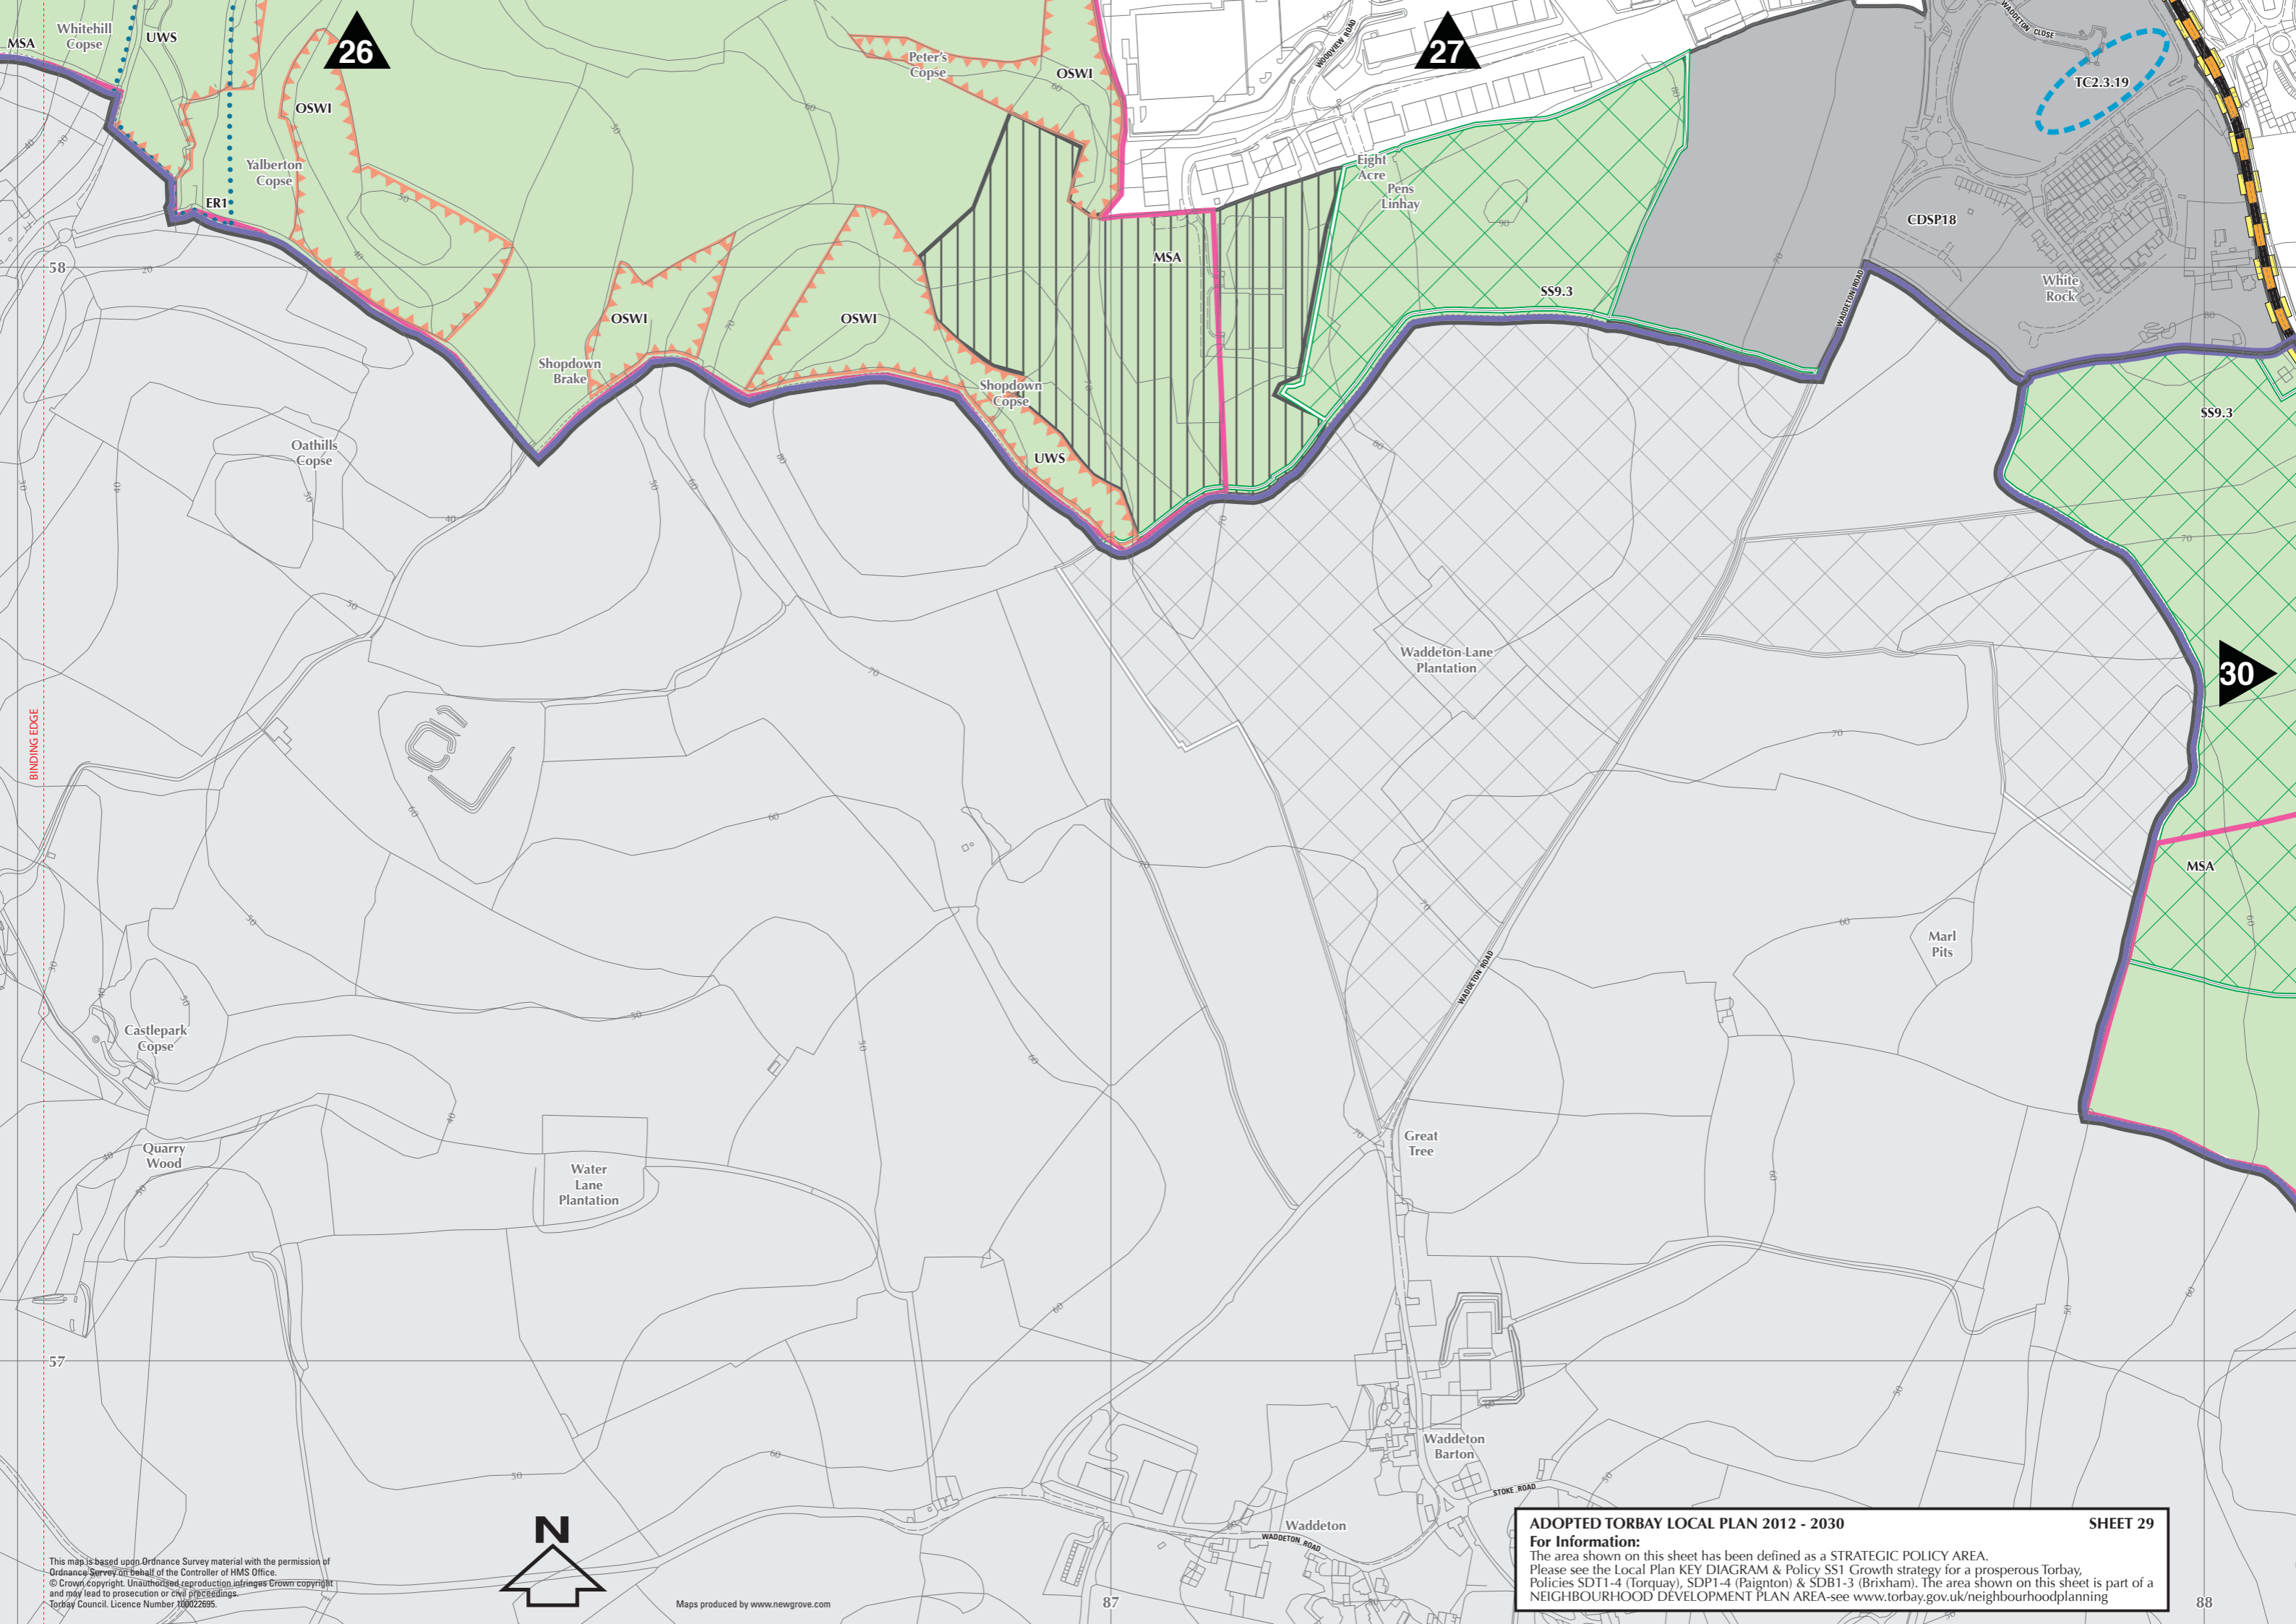 MSA
Whitehill
Copse
UWS
26
OSWI
Yalberton
Copse
ER1
Peter's
Copse
OSWI
WOODVIEW ROAD
27
WADDETON CLOSE
TC2.3.19
Eight
Acre
Pens
Linhay
CDSP18
White
Rock
58
OSWI
OSWI
MSA
SS9.3
WADDETON ROAD
Shopdown
Brake
Shopdown
Copse
UWS
SS9.3
Oathills
Copse
Waddeton Lane
Plantation
30
BINDING EDGE
MSA
Marl
Pits
WADDETON ROAD
Castlepark
Copse
Quarry
Wood
Water
Lane
Plantation
Great
Tree
57
Waddeton
Barton
STOKE ROAD
Waddeton
WADDETON ROAD
N
This map is based upon Ordnance Survey material with the permission of
Ordnance Survey on behalf of the Controller of HMS Office.
© Crown copyright. Unauthorised reproduction infringes Crown copyright
and may lead to prosecution or civil proceedings.
Torbay Council. Licence Number 100022695.
Maps produced by www.newgrove.com
87
88
ADOPTED TORBAY LOCAL PLAN 2012 - 2030 SHEET 29
For Information:
The area shown on this sheet has been defined as a STRATEGIC POLICY AREA.
Please see the Local Plan KEY DIAGRAM & Policy SS1 Growth strategy for a prosperous Torbay,
Policies SDT1-4 (Torquay), SDP1-4 (Paignton) & SDB1-3 (Brixham). The area shown on this sheet is part of a
NEIGHBOURHOOD DEVELOPMENT PLAN AREA-see www.torbay.gov.uk/neighbourhoodplanning